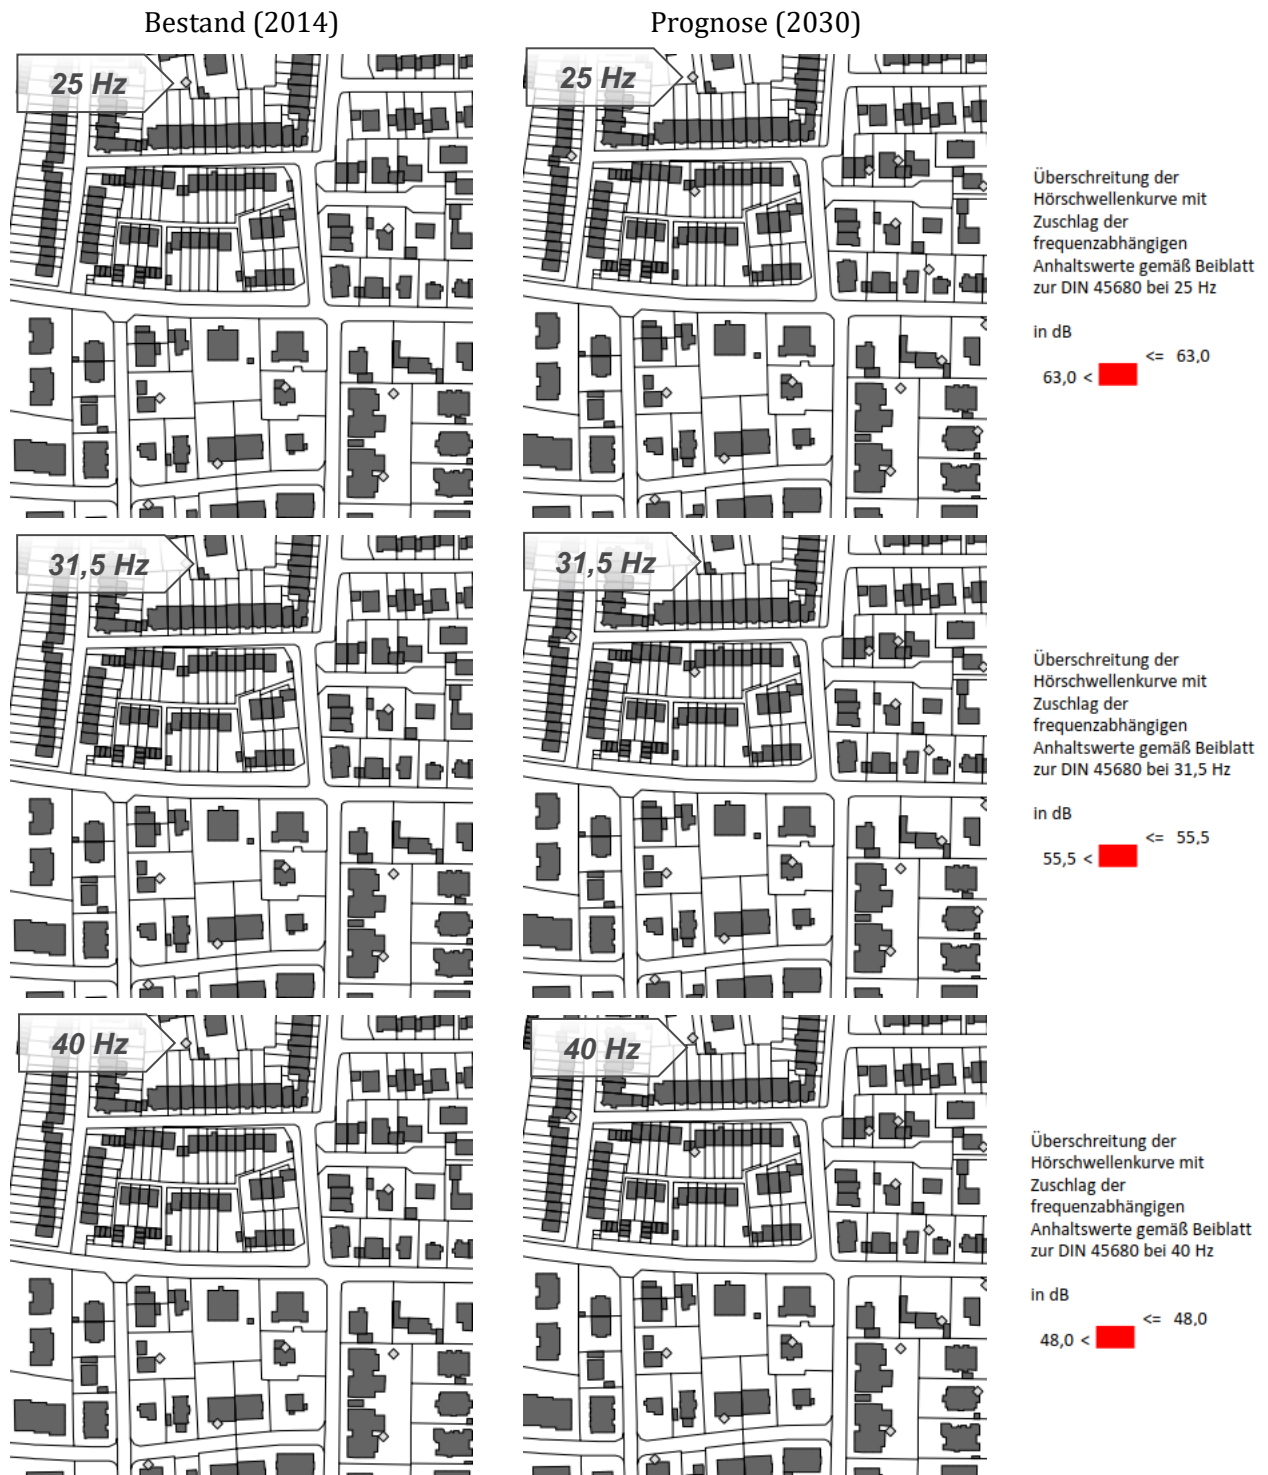 Bestand (2014)
Prognose (2030)
25 Hz
25 Hz
Überschreitung der
Hörschwellenkurve mit
Zuschlag der
frequenzabhängigen
Anhaltswerte gemäß Beiblatt
zur DIN 45680 bei 25 Hz
in dB
<= 63,0
63,0 <
31,5 Hz
31,5 Hz
Überschreitung der
Hörschwellenkurve mit
Zuschlag der
frequenzabhängigen
Anhaltswerte gemäß Beiblatt
zur DIN 45680 bei 31,5 Hz
in dB
<= 55,5
55,5 <
40 Hz
40 Hz
Überschreitung der
Hörschwellenkurve mit
Zuschlag der
frequenzabhängigen
Anhaltswerte gemäß Beiblatt
zur DIN 45680 bei 40 Hz
in dB
<= 48,0
48,0 <